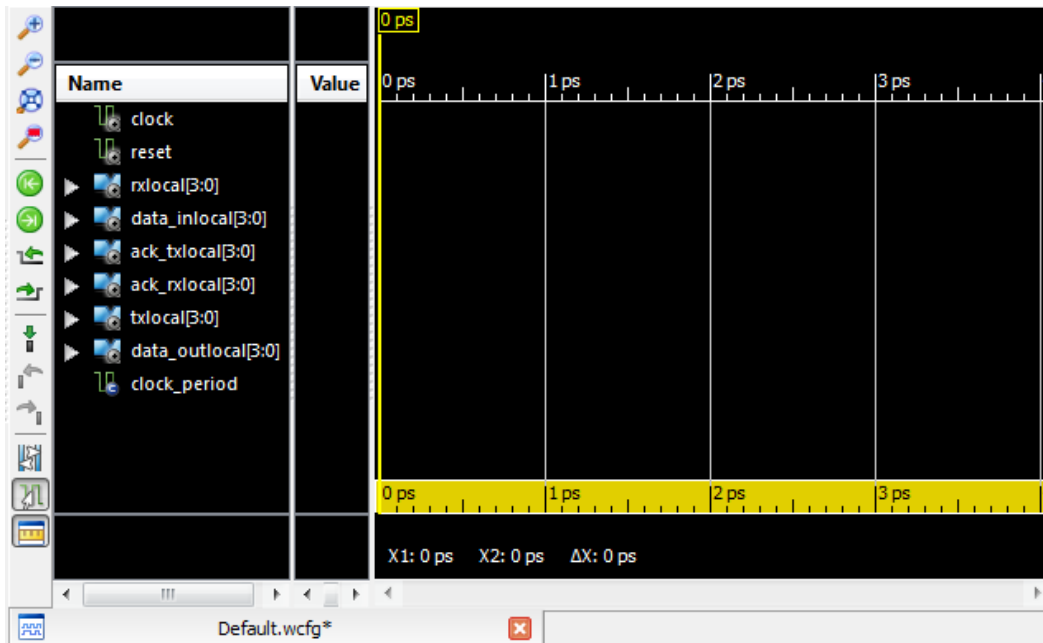 0 ps
Name
Value
0 ps
1 ps
2 ps
3 ps
clock
reset
rxlocal[3:0]
data_inlocal[3:0]
ack_txlocal[3:0]
ack_rxlocal[3:0]
txlocal[3:0]
data_outlocal[3:0]
clock_period
0 ps
1 ps
2 ps
3 ps
X1: 0 ps
X2: 0 ps
ΔX: 0 ps
Default.wcfg*